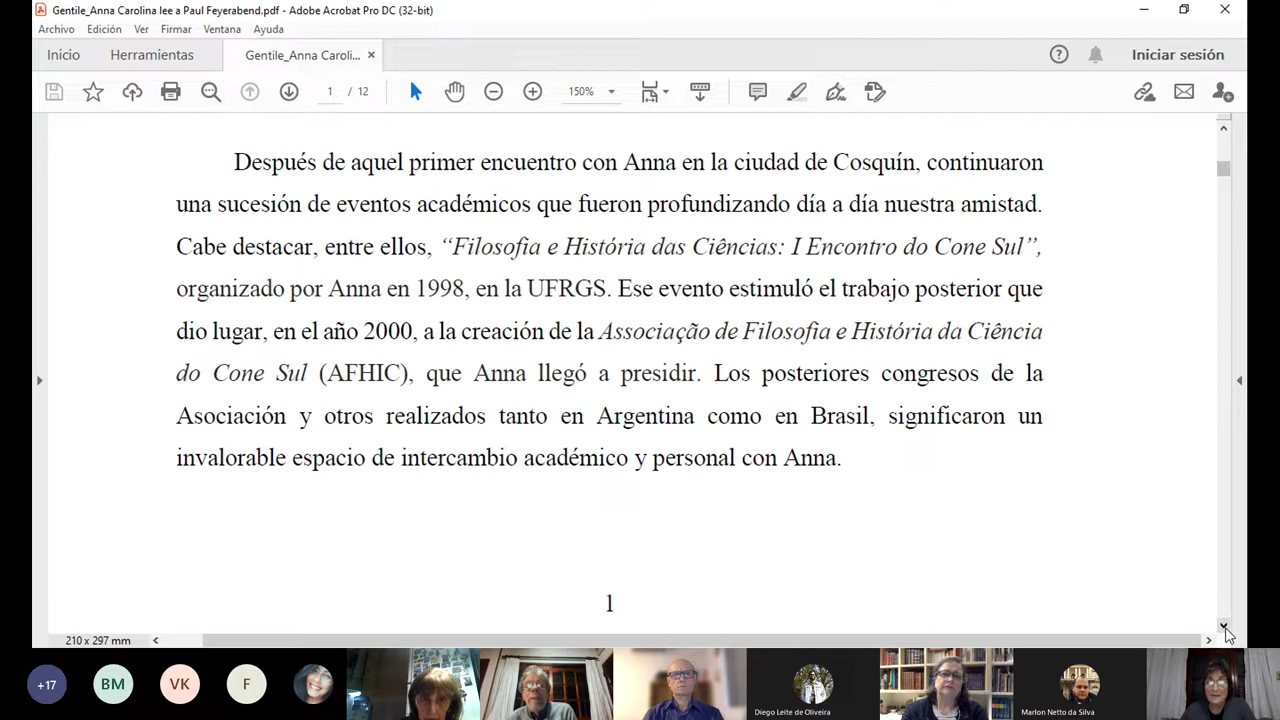 Gentile_Anna Carolina lee a Paul Feyerabend.pdf - Adobe Acrobat Pro DC (32-bit)
Archivo Edición Ver Firmar Ventana Ayuda
Inicio Herramientas Gentile_Anna Caroli... × Iniciar sesión
1 / 12 150%
Después de aquel primer encuentro con Anna en la ciudad de Cosquín, continuaron
una sucesión de eventos académicos que fueron profundizando día a día nuestra amistad.
Cabe destacar, entre ellos, “Filosofia e História das Ciências: I Encontro do Cone Sul”,
organizado por Anna en 1998, en la UFRGS. Ese evento estimuló el trabajo posterior que
dio lugar, en el año 2000, a la creación de la Associação de Filosofia e História da Ciência
do Cone Sul (AFHIC), que Anna llegó a presidir. Los posteriores congresos de la
Asociación y otros realizados tanto en Argentina como en Brasil, significaron un
invalorable espacio de intercambio académico y personal con Anna.
1
210 x 297 mm
+17 BM VK F
Diego Leite de Oliveira Marlon Netto da Silva